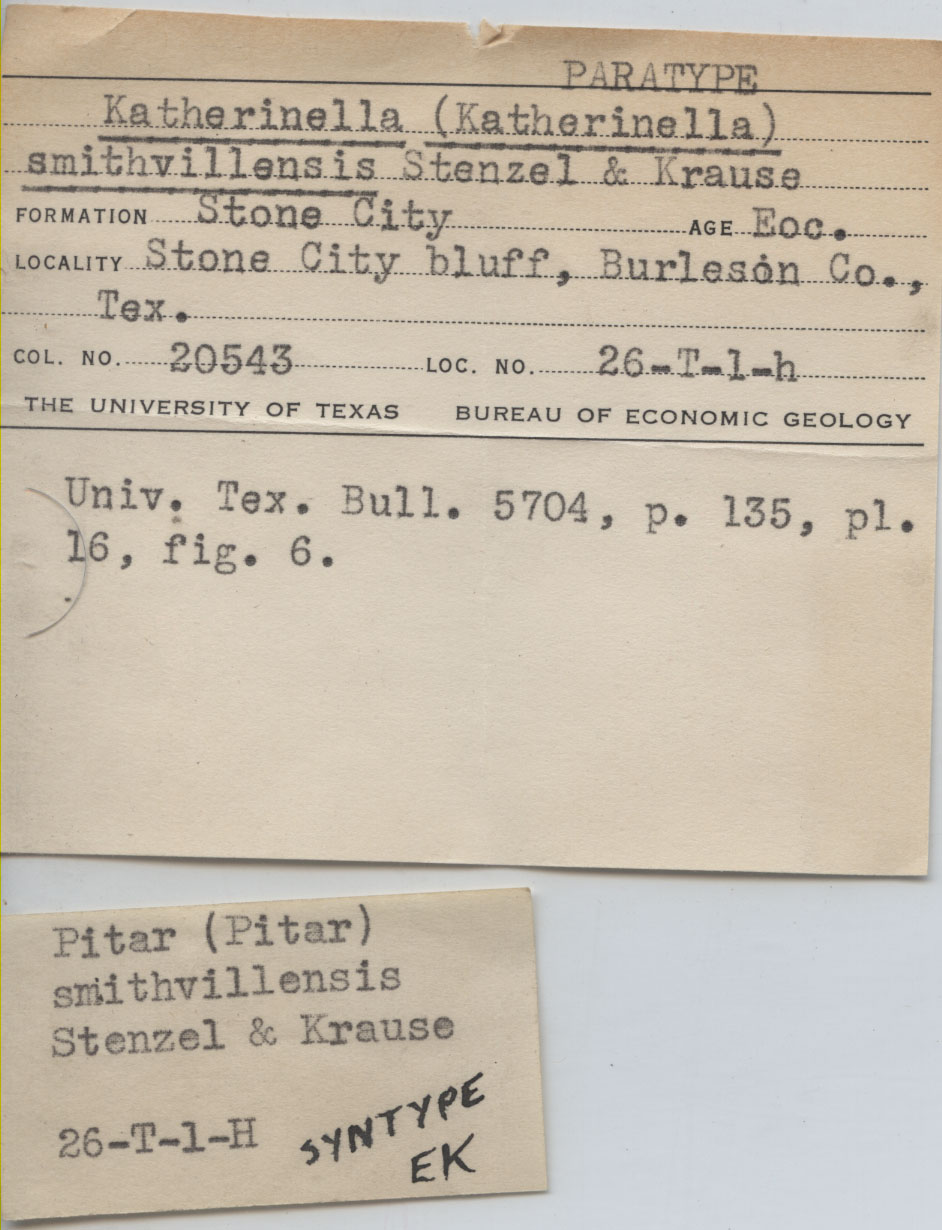 PARATYPE
Katherinella (Katherinella)
smithvillensis Stenzel & Krause
FORMATION Stone City AGE Eoc.
LOCALITY Stone City bluff, Burleson Co.,
Tex.
COL. NO. 20543 LOC. NO. 26-T-1-h
THE UNIVERSITY OF TEXAS BUREAU OF ECONOMIC GEOLOGY
Univ. Tex. Bull. 5704, p. 135, pl.
16, fig. 6.
Pitar (Pitar)
smithvillensis
Stenzel & Krause
26-T-1-H SYNTYPE
EK